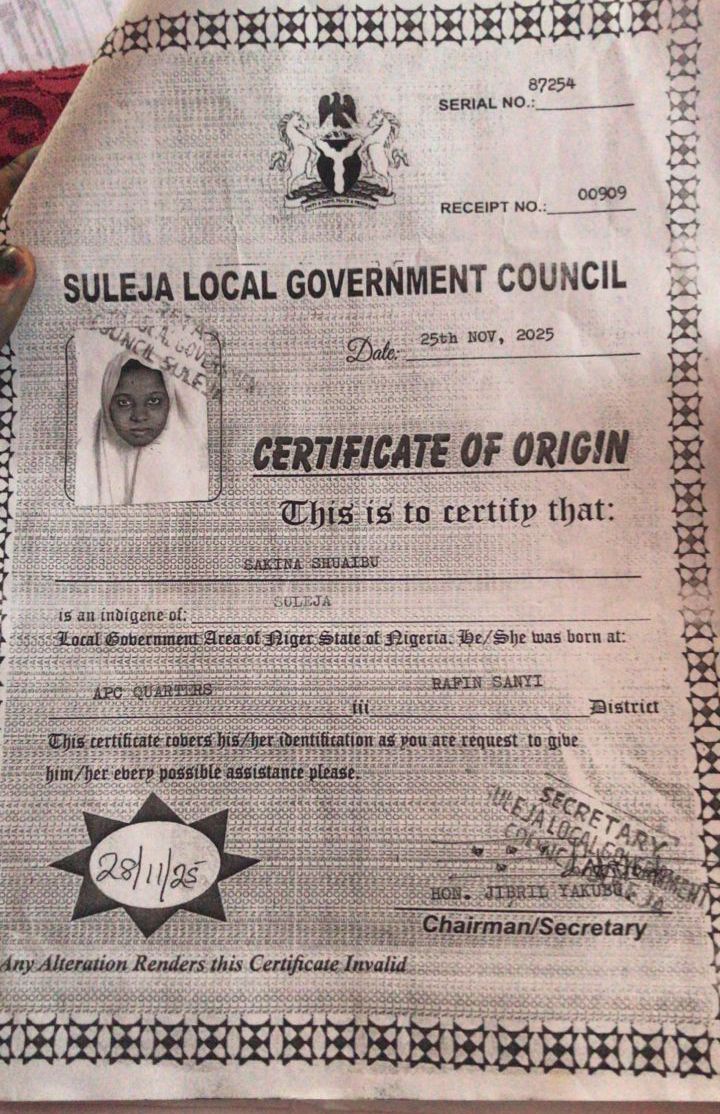 87254
SERIAL NO.:
00909
RECEIPT NO.:
SULEJA LOCAL GOVERNMENT COUNCIL
COUNCIL SULEJA
Date: 25th NOV, 2025
CERTIFICATE OF ORIGIN
This is to certify that:
SAKINA SHUAIBU
is an indigene of: SULEJA
Local Government Area of Niger State of Nigeria. He/She was born at:
APC QUARTERS iii RAFIN SANYI District
This certificate covers his/her identification as you are request to give
him/her every possible assistance please.
28/11/25
SECRETARY
SULEJA LOCAL GOVERNMENT
HON. JIBRIL YAKUBU
Chairman/Secretary
Any Alteration Renders this Certificate Invalid